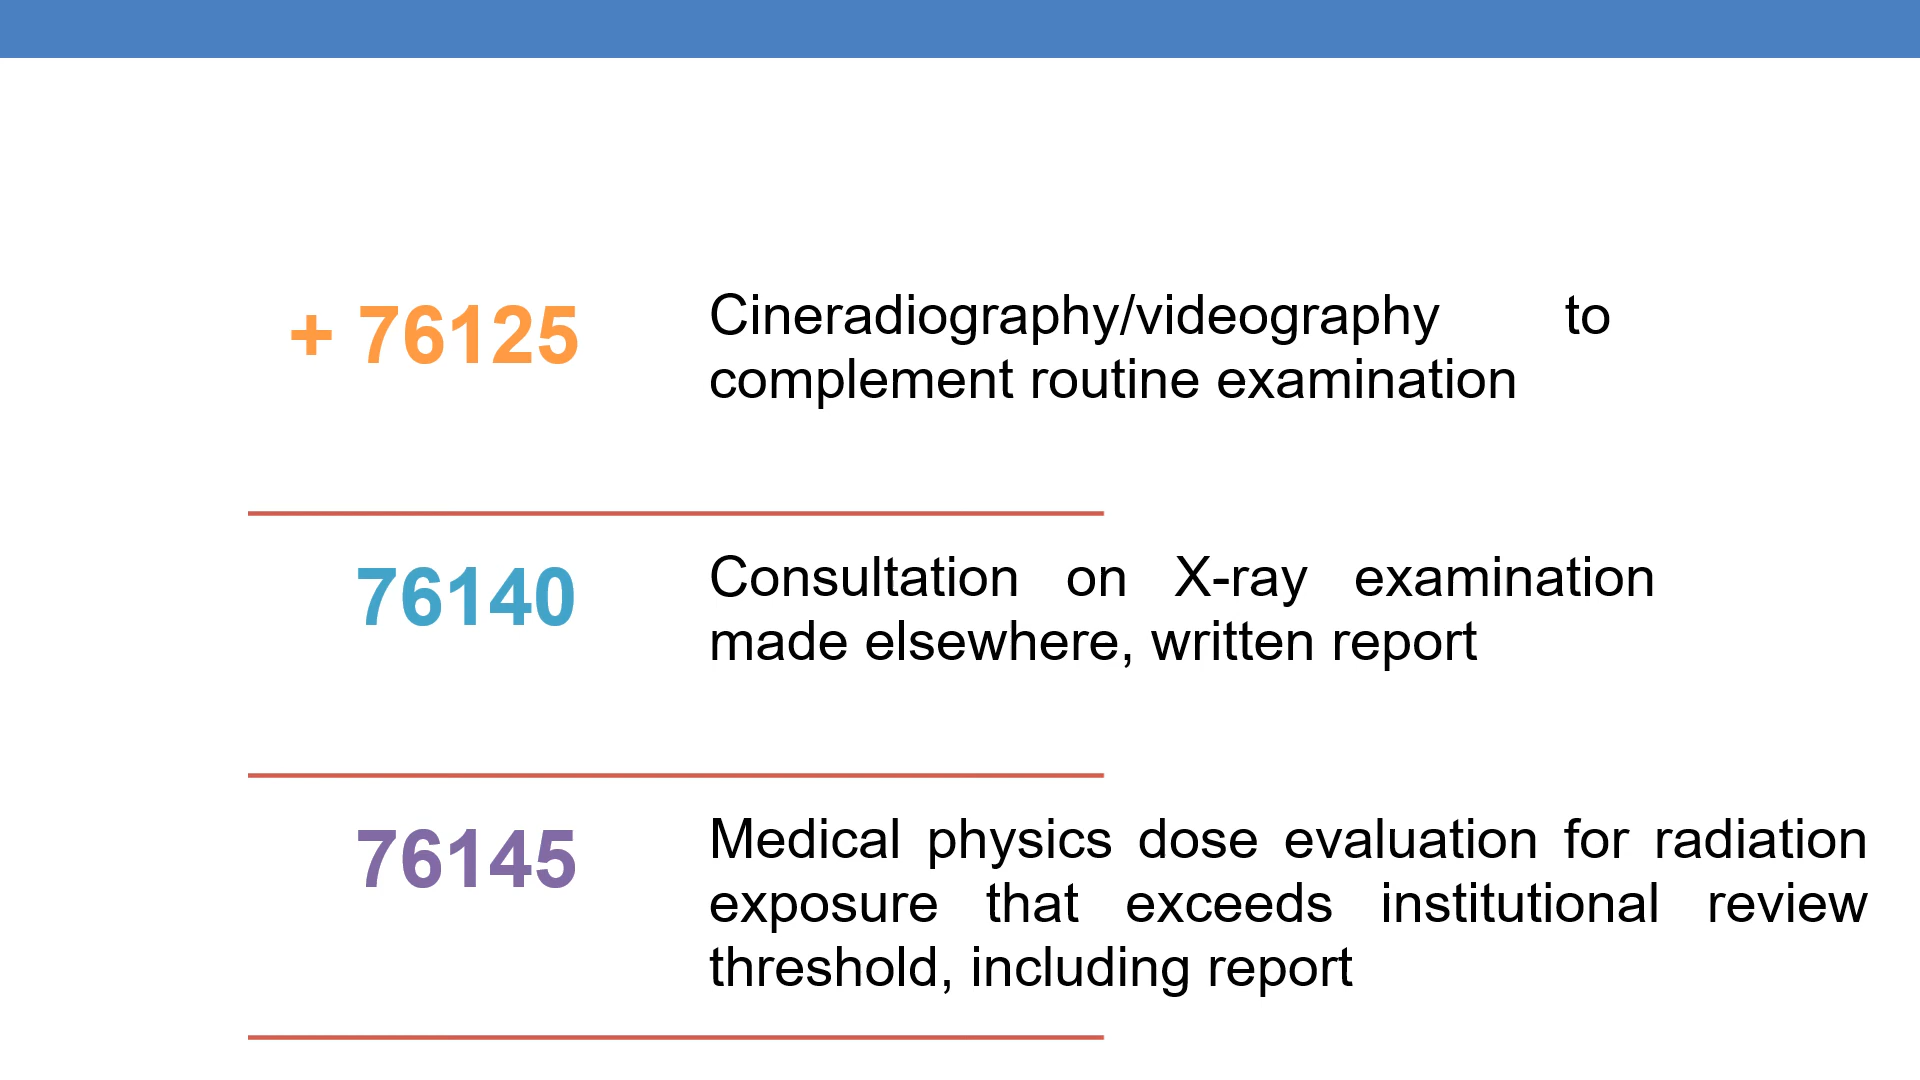 + 76125
Cineradiography/videography to
complement routine examination
76140
Consultation on X-ray examination
made elsewhere, written report
76145
Medical physics dose evaluation for radiation
exposure that exceeds institutional review
threshold, including report